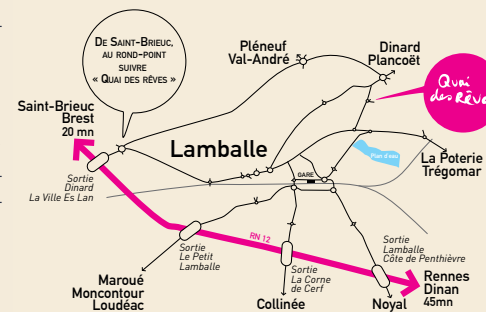 DE SAINT-BRIEUC,
AU ROND-POINT
SUIVRE
« QUAI DES RÊVES »
Pléneuf
Val-André
Dinard
Plancoët
Quai
des RÊVES
Saint-Brieuc
Brest
20 mn
Lamballe
Plan d'eau
La Poterie
Trégomar
GARE
Sortie
Dinard
La Ville Es Lan
RN 12
Sortie
Le Petit
Lamballe
Sortie
La Corne
de Cerf
Sortie
Lamballe
Côte de Penthièvre
Maroué
Moncontour
Loudéac
Collinée
Noyal
Rennes
Dinan
45mn